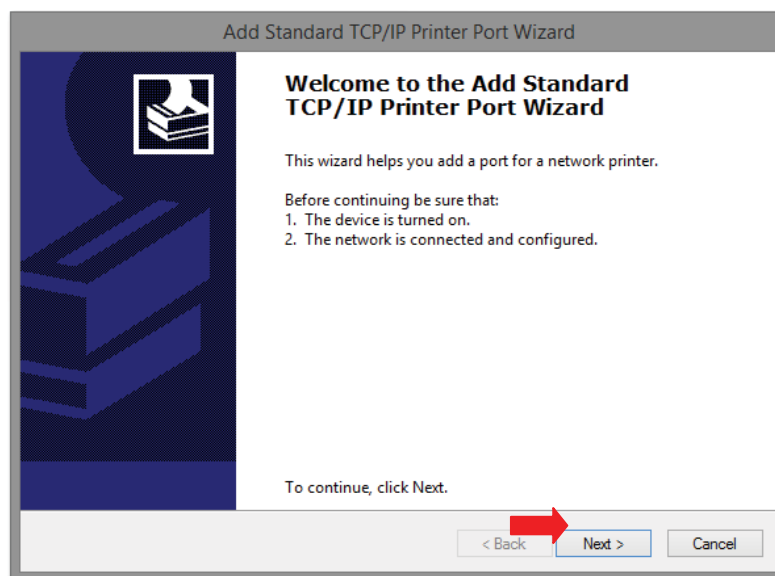 Add Standard TCP/IP Printer Port Wizard
Welcome to the Add Standard
TCP/IP Printer Port Wizard
This wizard helps you add a port for a network printer.
Before continuing be sure that:
1. The device is turned on.
2. The network is connected and configured.
To continue, click Next.
< Back
Next >
Cancel